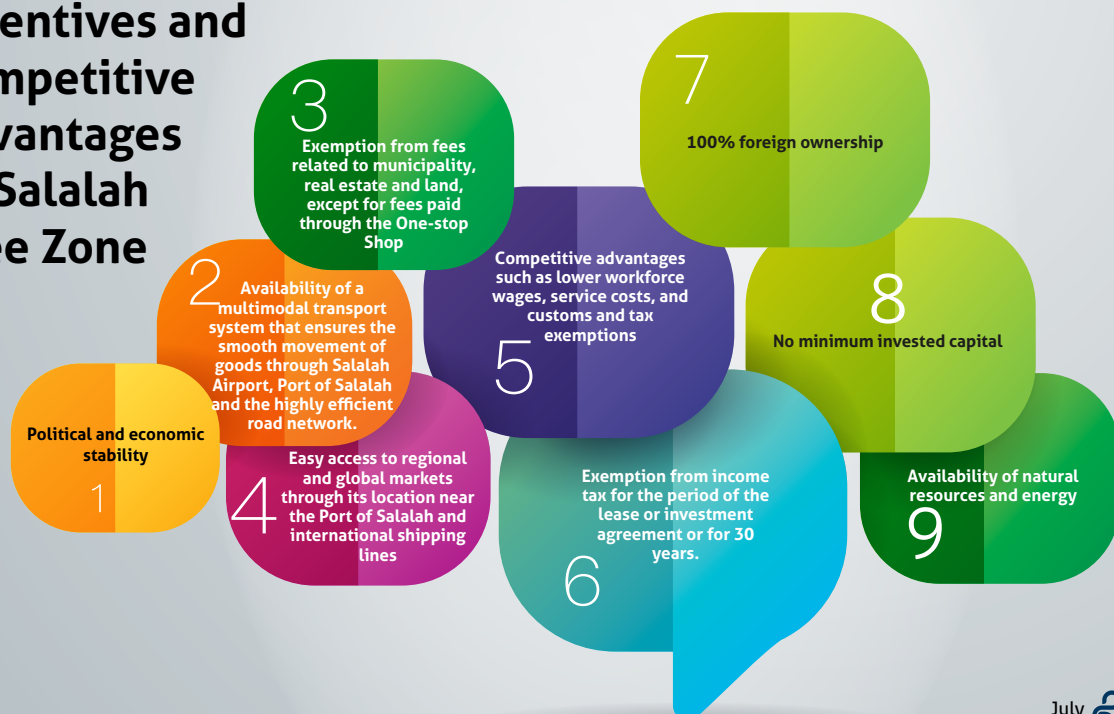 entives and
mpetitive
vantages
Salalah
ee Zone
1
Political and economic
stability
2
Availability of a
multimodal transport
system that ensures the
smooth movement of
goods through Salalah
Airport, Port of Salalah
and the highly efficient
road network.
3
Exemption from fees
related to municipality,
real estate and land,
except for fees paid
through the One-stop
Shop
4
Easy access to regional
and global markets
through its location near
the Port of Salalah and
international shipping
lines
5
Competitive advantages
such as lower workforce
wages, service costs, and
customs and tax
exemptions
6
Exemption from income
tax for the period of the
lease or investment
agreement or for 30
years.
7
100% foreign ownership
8
No minimum invested capital
9
Availability of natural
resources and energy
July